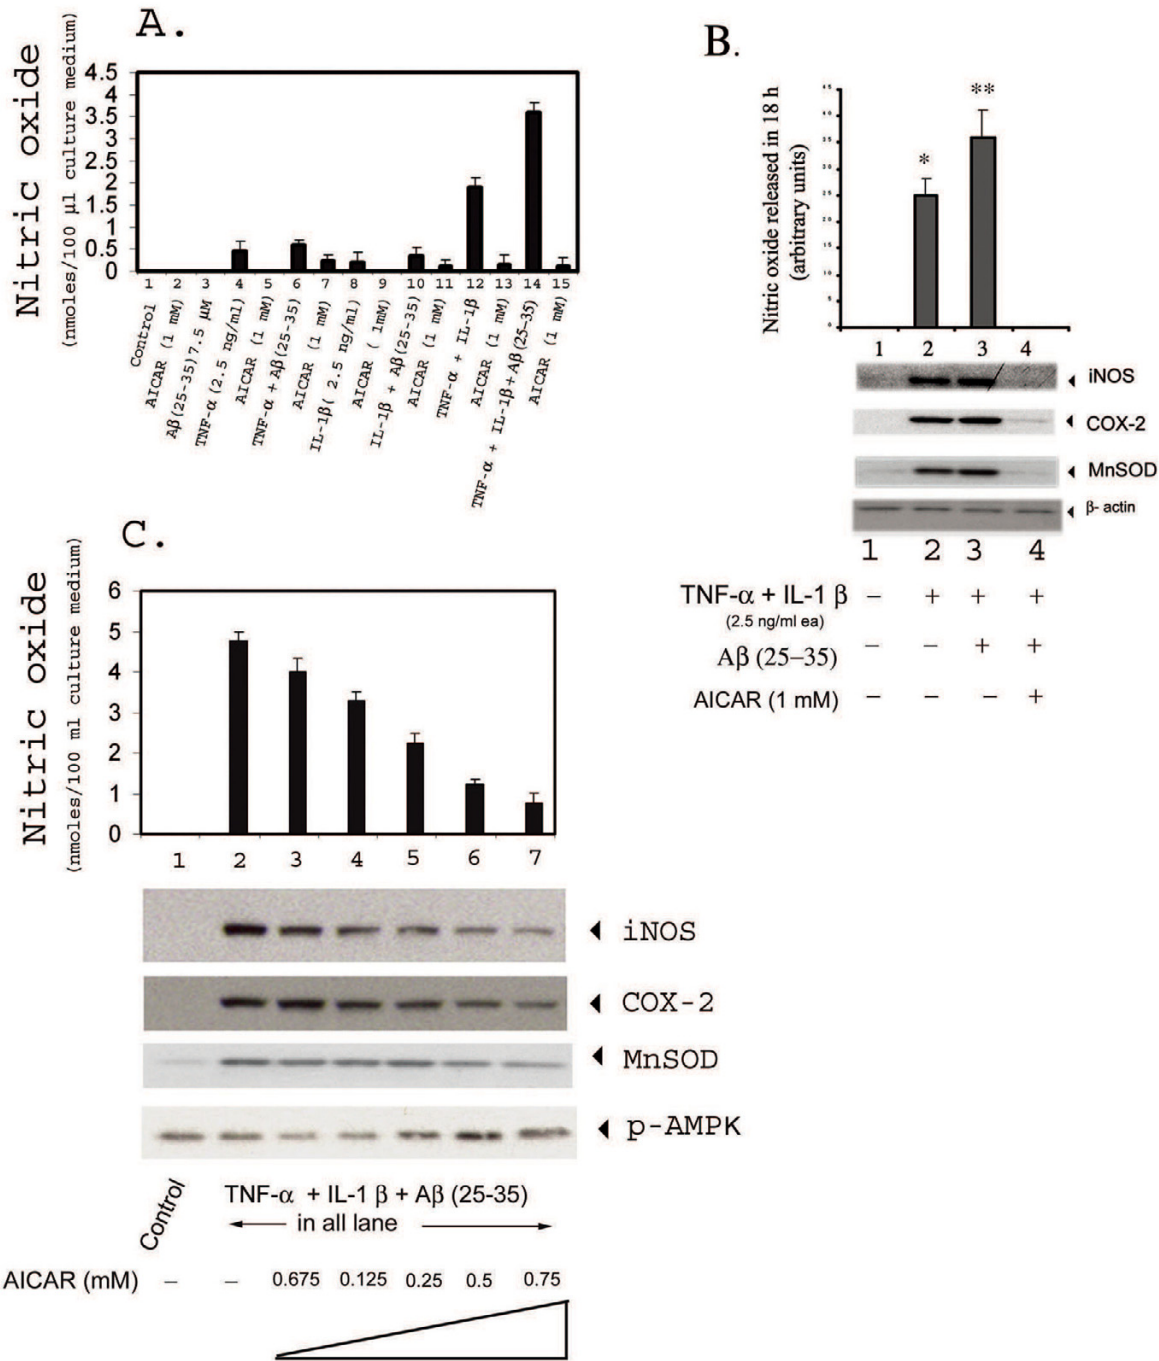 A.
Nitric oxide
(nmoles/100 µl culture medium)
4.5
4
3.5
3
2.5
2
1.5
1
0.5
0
1 2 3 4 5 6 7 8 9 10 11 12 13 14 15
Control
AICAR (1 mM)
Aβ(25-35)7.5 µM
TNF-α(2.5 ng/ml)
AICAR (1 mM)
TNF-α + Aβ(25-35)
AICAR (1 mM)
IL-1β( 2.5 ng/ml)
AICAR ( 1mM)
IL-1β + Aβ(25-35)
AICAR (1 mM)
TNF-α + IL-1β
AICAR (1 mM)
TNF-α + IL-1β+Aβ(25-35)
AICAR (1 mM)
B.
Nitric oxide released in 18 h
(arbitrary units)
45
35
30
25
20
15
10
5
0
*
**
1 2 3 4
iNOS
COX-2
MnSOD
β- actin
1 2 3 4
TNF-α + IL-1 β – + + +
(2.5 ng/ml ea)
Aβ (25–35) – – + +
AICAR (1 mM) – – – +
C.
Nitric oxide
(nmoles/100 ml culture medium)
6
5
4
3
2
1
0
1 2 3 4 5 6 7
iNOS
COX-2
MnSOD
p-AMPK
Control
TNF-α + IL-1 β + Aβ (25-35)
in all lane
AICAR (mM) – – 0.675 0.125 0.25 0.5 0.75